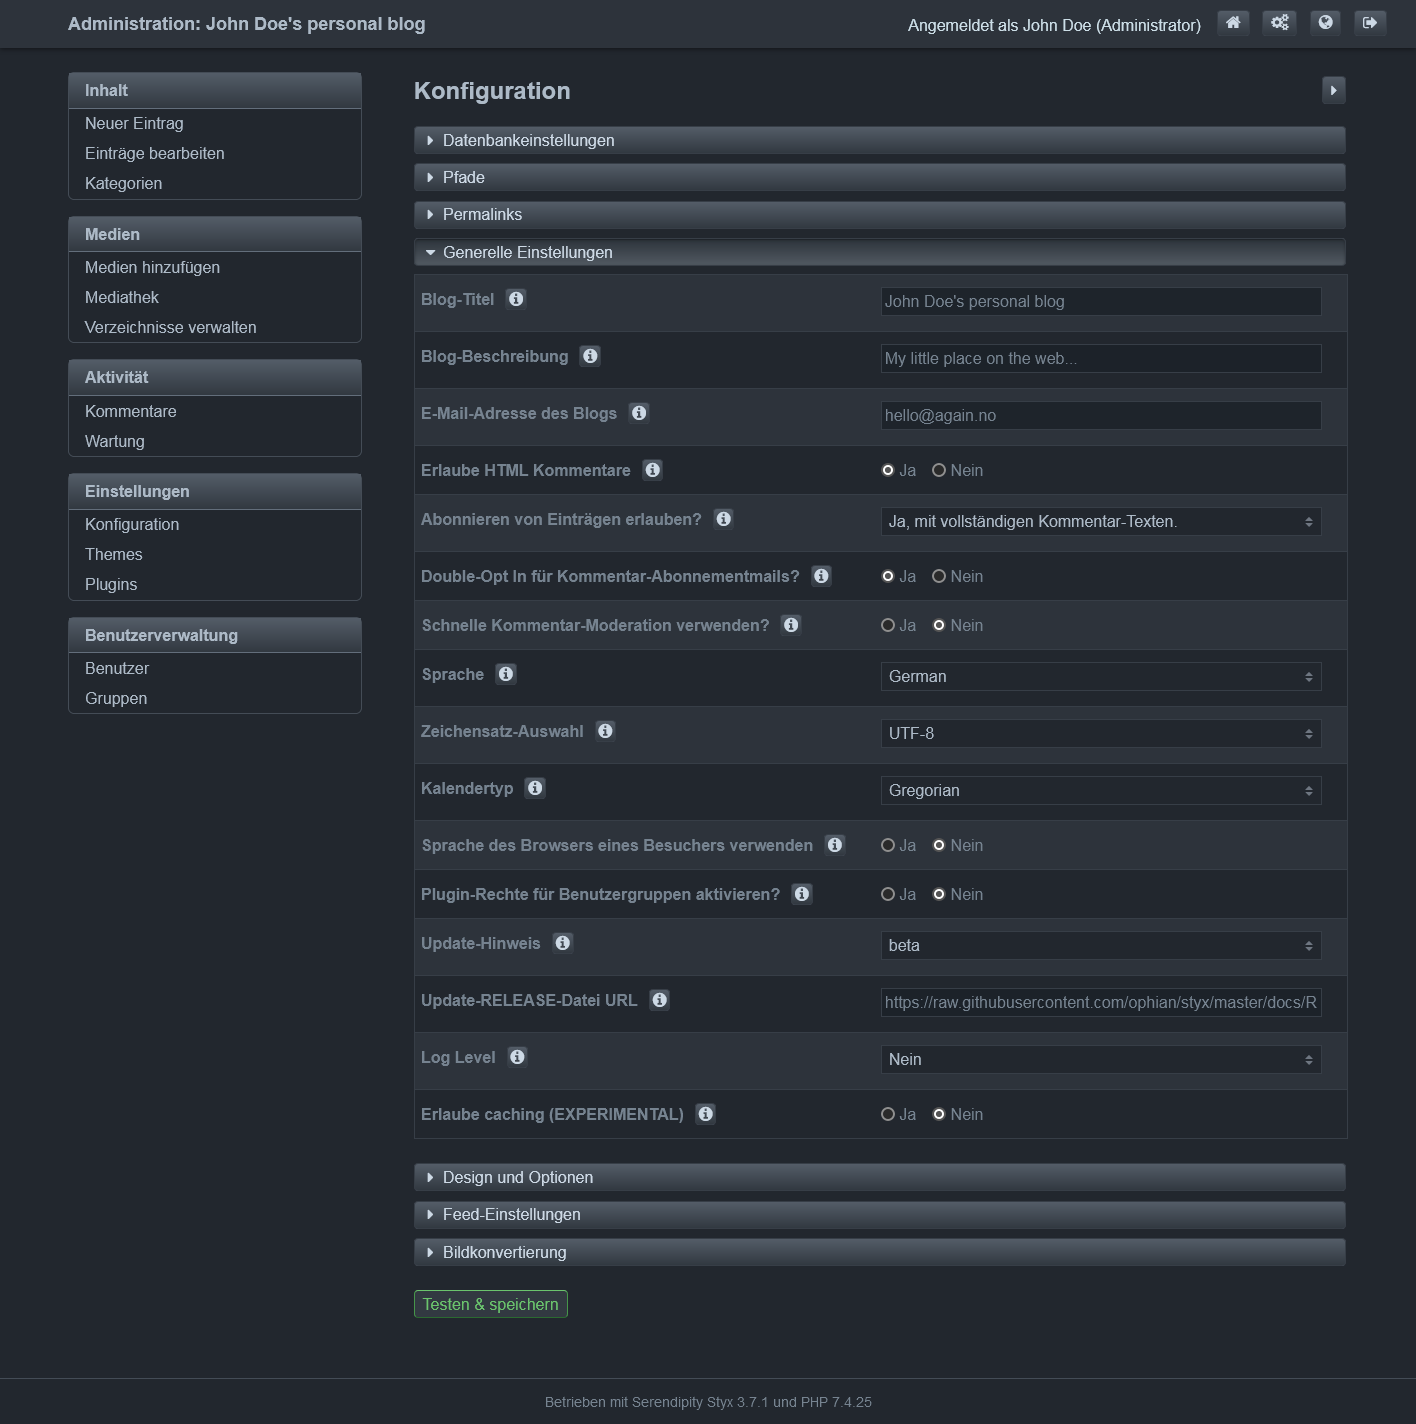 Administration: John Doe's personal blog
Angemeldet als John Doe (Administrator)
Inhalt
Neuer Eintrag
Einträge bearbeiten
Kategorien
Medien
Medien hinzufügen
Mediathek
Verzeichnisse verwalten
Aktivität
Kommentare
Wartung
Einstellungen
Konfiguration
Themes
Plugins
Benutzerverwaltung
Benutzer
Gruppen
Konfiguration
Datenbankeinstellungen
Pfade
Permalinks
Generelle Einstellungen
Blog-Titel John Doe's personal blog
Blog-Beschreibung My little place on the web...
E-Mail-Adresse des Blogs hello@again.no
Erlaube HTML Kommentare Ja Nein
Abonnieren von Einträgen erlauben? Ja, mit vollständigen Kommentar-Texten.
Double-Opt In für Kommentar-Abonnementmails? Ja Nein
Schnelle Kommentar-Moderation verwenden? Ja Nein
Sprache German
Zeichensatz-Auswahl UTF-8
Kalendertyp Gregorian
Sprache des Browsers eines Besuchers verwenden Ja Nein
Plugin-Rechte für Benutzergruppen aktivieren? Ja Nein
Update-Hinweis beta
Update-RELEASE-Datei URL https://raw.githubusercontent.com/ophian/styx/master/docs/R
Log Level Nein
Erlaube caching (EXPERIMENTAL) Ja Nein
Design und Optionen
Feed-Einstellungen
Bildkonvertierung
Testen & speichern
Betrieben mit Serendipity Styx 3.7.1 und PHP 7.4.25